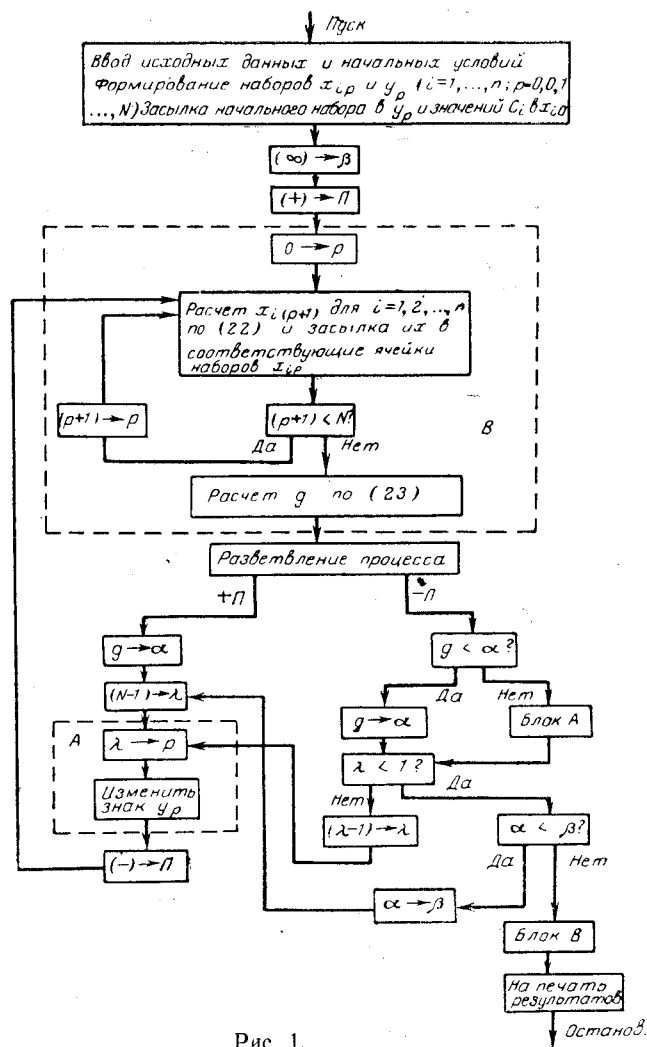 Пуск
Ввод исходных данных и начальных условий
Формирование наборов x_{ip} и y_p (i=1,...,n; p=0,0,1
...,N) Засылка начального набора в y_p и значений C_i в x_{i0}
(∞)→β
(+)→П
0→p
Расчет x_{i(p+1)} для i=1,2,...,n
по (22) и засылка их в
соответствующие ячейки
наборов x_{ip}
(p+1)→p
(p+1)<N?
В
Да
Нет
Расчет g по (23)
Разветвление процесса
+П
−П
g→α
g < α?
(N-1)→λ
Да
Нет
А
g→α
Блок А
λ→p
λ < 1?
Изменить
знак y_p
Нет
Да
(λ-1)→λ
α < β?
(−)→П
Да
Нет
α→β
Блок В
На печать
результатов
Останов.
Рис. 1.